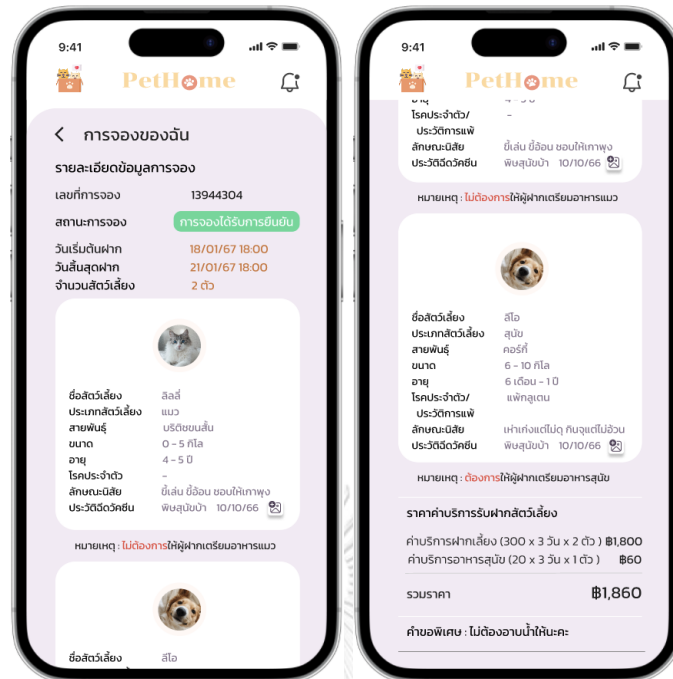 9:41
PetHome
การจองของฉัน
รายละเอียดข้อมูลการจอง
เลขที่การจอง 13944304
สถานะการจอง การจองได้รับการยืนยัน
วันเริ่มต้นฝาก 18/01/67 18:00
วันสิ้นสุดฝาก 21/01/67 18:00
จำนวนสัตว์เลี้ยง 2 ตัว
ชื่อสัตว์เลี้ยง ลิลลี่
ประเภทสัตว์เลี้ยง แมว
สายพันธุ์ บริติชขนสั้น
ขนาด 0 - 5 กิโล
อายุ 4 - 5 ปี
โรคประจำตัว -
ลักษณะนิสัย ขี้เล่น ขี้อ้อน ชอบให้เกาพุง
ประวัติฉีดวัคซีน พิษสุนัขบ้า 10/10/66
หมายเหตุ : ไม่ต้องการให้ผู้ฝากเตรียมอาหารแมว
ชื่อสัตว์เลี้ยง ลีโอ
9:41
PetHome
อายุ 4 - 5 ปี
โรคประจำตัว/ -
ประวัติการแพ้
ลักษณะนิสัย ขี้เล่น ขี้อ้อน ชอบให้เกาพุง
ประวัติฉีดวัคซีน พิษสุนัขบ้า 10/10/66
หมายเหตุ : ไม่ต้องการให้ผู้ฝากเตรียมอาหารแมว
ชื่อสัตว์เลี้ยง ลีโอ
ประเภทสัตว์เลี้ยง สุนัข
สายพันธุ์ คอร์กี้
ขนาด 6 - 10 กิโล
อายุ 6 เดือน - 1 ปี
โรคประจำตัว/ แพ้กลูเตน
ประวัติการแพ้
ลักษณะนิสัย เห่าเก่งแต่ไม่ดุ กินจุแต่ไม่อ้วน
ประวัติฉีดวัคซีน พิษสุนัขบ้า 10/10/66
หมายเหตุ : ต้องการให้ผู้ฝากเตรียมอาหารสุนัข
ราคาค่าบริการรับฝากสัตว์เลี้ยง
ค่าบริการฝากเลี้ยง (300 x 3 วัน x 2 ตัว ) ฿1,800
ค่าบริการอาหารสุนัข (20 x 3 วัน x 1 ตัว ) ฿60
รวมราคา ฿1,860
คำขอพิเศษ : ไม่ต้องอาบน้ำให้นะคะ